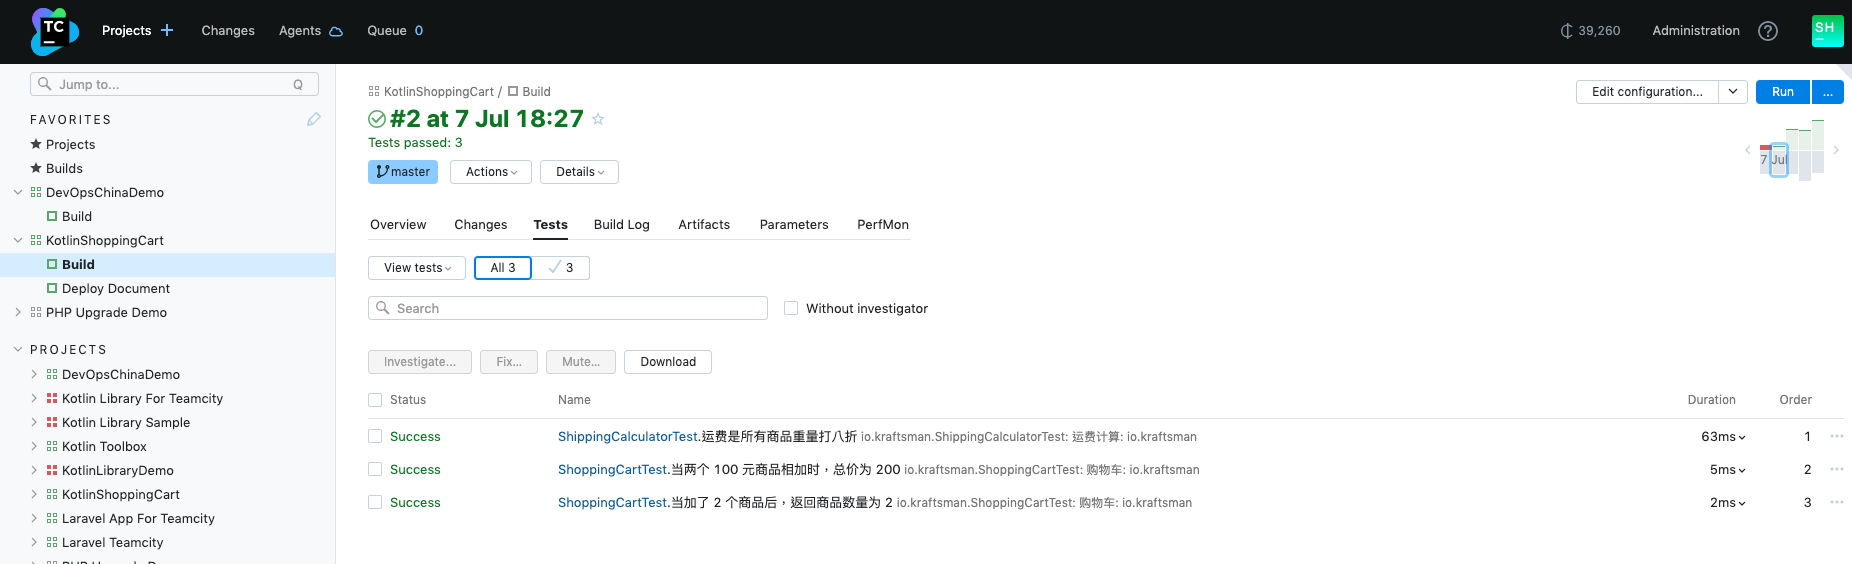 TC
Projects
Changes
Agents
Queue 0
39,260
Administration
SH
Jump to... Q
FAVORITES
Projects
Builds
DevOpsChinaDemo
Build
KotlinShoppingCart
Build
Deploy Document
PHP Upgrade Demo
PROJECTS
DevOpsChinaDemo
Kotlin Library For Teamcity
Kotlin Library Sample
Kotlin Toolbox
KotlinLibraryDemo
KotlinShoppingCart
Laravel App For Teamcity
Laravel Teamcity
KotlinShoppingCart / Build
Edit configuration...
Run
...
#2 at 7 Jul 18:27
Tests passed: 3
7 Jul
master
Actions
Details
Overview Changes Tests Build Log Artifacts Parameters PerfMon
View tests
All 3
3
Search
Without investigator
Investigate... Fix... Mute... Download
Status Name Duration Order
Success ShippingCalculatorTest.运费是所有商品重量打八折 io.kraftsman.ShippingCalculatorTest: 运费计算: io.kraftsman 63ms 1 ...
Success ShoppingCartTest.当两个 100 元商品相加时，总价为 200 io.kraftsman.ShoppingCartTest: 购物车: io.kraftsman 5ms 2 ...
Success ShoppingCartTest.当加了 2 个商品后，返回商品数量为 2 io.kraftsman.ShoppingCartTest: 购物车: io.kraftsman 2ms 3 ...